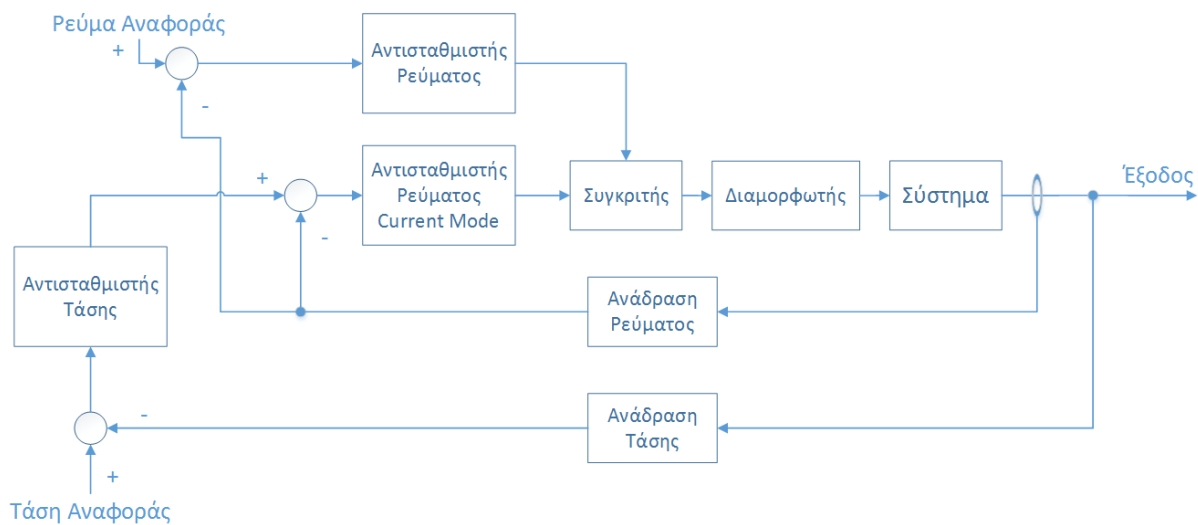 Ρεύμα Αναφοράς
+
-
Αντισταθμιστής
Ρεύματος
+
-
Αντισταθμιστής
Ρεύματος
Current Mode
Συγκριτής
Διαμορφωτής
Σύστημα
Έξοδος
Αντισταθμιστής
Τάσης
Ανάδραση
Ρεύματος
-
Ανάδραση
Τάσης
+
Τάση Αναφοράς